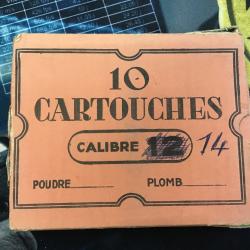 10
CARTOUCHES
CALIBRE 12 14
POUDRE PLOMB